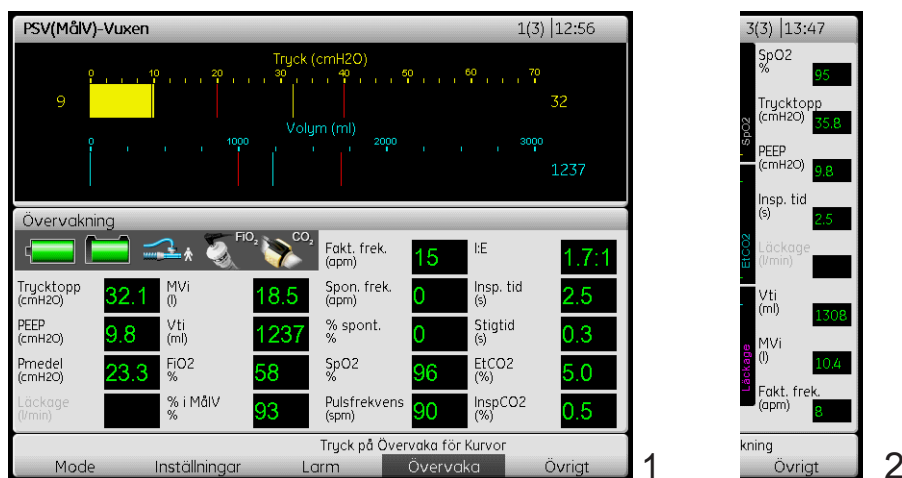 PSV(MålV)-Vuxen 1(3) |12:56
Tryck (cmH2O)
0 10 20 30 40 50 60 70
9 32
Volym (ml)
0 1000 2000 3000
1237
Övervakning
FiO2 CO2
Fakt. frek. (apm) 15 I:E 1.7:1
Trycktopp (cmH2O) 32.1 MVi (l) 18.5 Spon. frek. (apm) 0 Insp. tid (s) 2.5
PEEP (cmH2O) 9.8 Vti (ml) 1237 % spont. % 0 Stigtid (s) 0.3
Pmedel (cmH2O) 23.3 FiO2 % 58 SpO2 % 96 EtCO2 (%) 5.0
Läckage (l/min) % i MålV % 93 Pulsfrekvens (spm) 90 InspCO2 (%) 0.5
Tryck på Övervaka för Kurvor
Mode Inställningar Larm Övervaka Övrigt
1
3(3) |13:47
SpO2 % 95
Trycktopp (cmH2O) 35.8
SpO2
PEEP (cmH2O) 9.8
Insp. tid (s) 2.5
EtCO2
Läckage (l/min)
Vti (ml) 1308
MVi (l) 10.4
Läckage
Fakt. frek. (apm) 8
kning
Övrigt
2